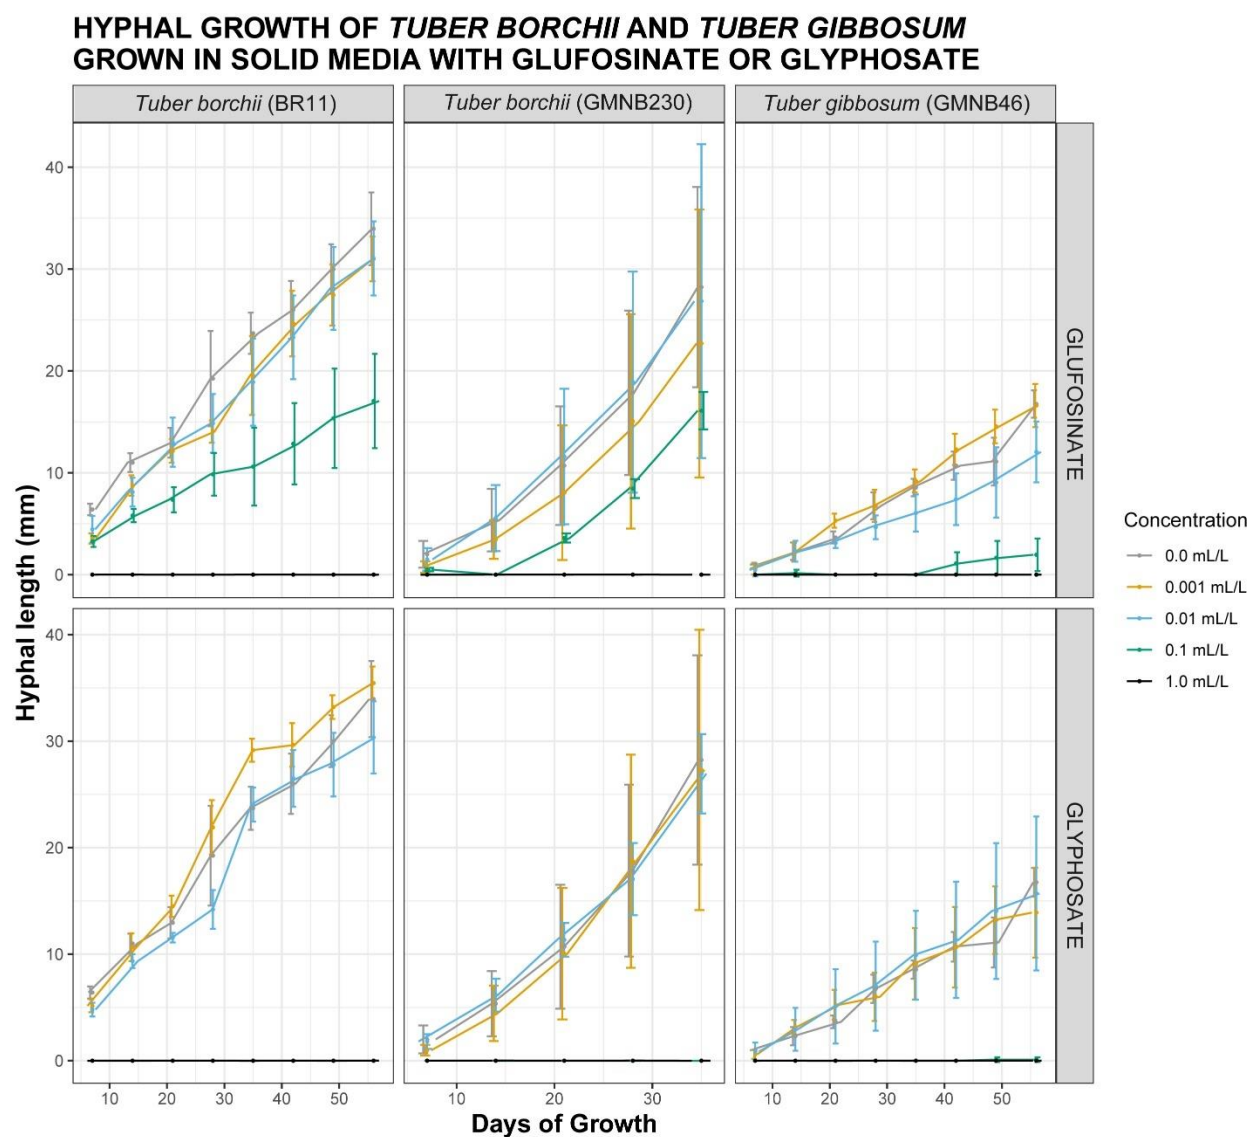 HYPHAL GROWTH OF TUBER BORCHII AND TUBER GIBBOSUM
GROWN IN SOLID MEDIA WITH GLUFOSINATE OR GLYPHOSATE
Tuber borchii (BR11)
Tuber borchii (GMNB230)
Tuber gibbosum (GMNB46)
40
30
20
10
0
GLUFOSINATE
40
30
20
10
0
GLYPHOSATE
Hyphal length (mm)
10 20 30 40 50
10 20 30
10 20 30 40 50
Days of Growth
Concentration
0.0 mL/L
0.001 mL/L
0.01 mL/L
0.1 mL/L
1.0 mL/L